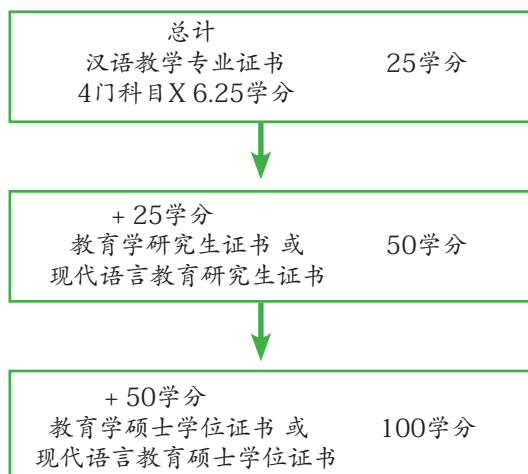 总计
汉语教学专业证书 25学分
4门科目X 6.25学分
+ 25学分
教育学研究生证书 或 50学分
现代语言教育研究生证书
+ 50学分
教育学硕士学位证书 或 100学分
现代语言教育硕士学位证书